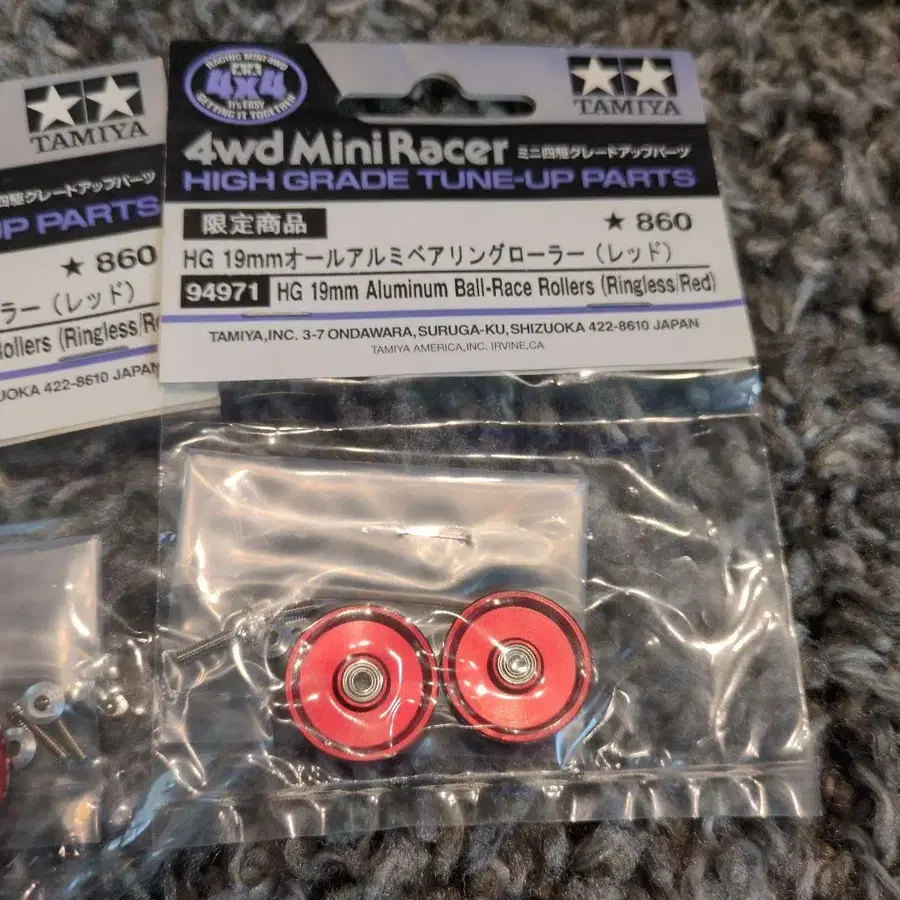 TAMIYA
四駆グレードアップパーツ
UP PARTS
★ 860
ラー（レッド）
Rollers (Ringless/Re
UOKA 422-8610 JAPAN
RACING MINI 4WD
4x4
It's EASY
GETTING IT TOGETHER
TAMIYA
4wd Mini Racer ミニ四駆グレードアップパーツ
HIGH GRADE TUNE-UP PARTS
限定商品 ★ 860
HG 19mmオールアルミベアリングローラー（レッド）
94971 HG 19mm Aluminum Ball-Race Rollers (Ringless/Red)
TAMIYA,INC. 3-7 ONDAWARA,SURUGA-KU,SHIZUOKA 422-8610 JAPAN
TAMIYA AMERICA,INC. IRVINE,CA